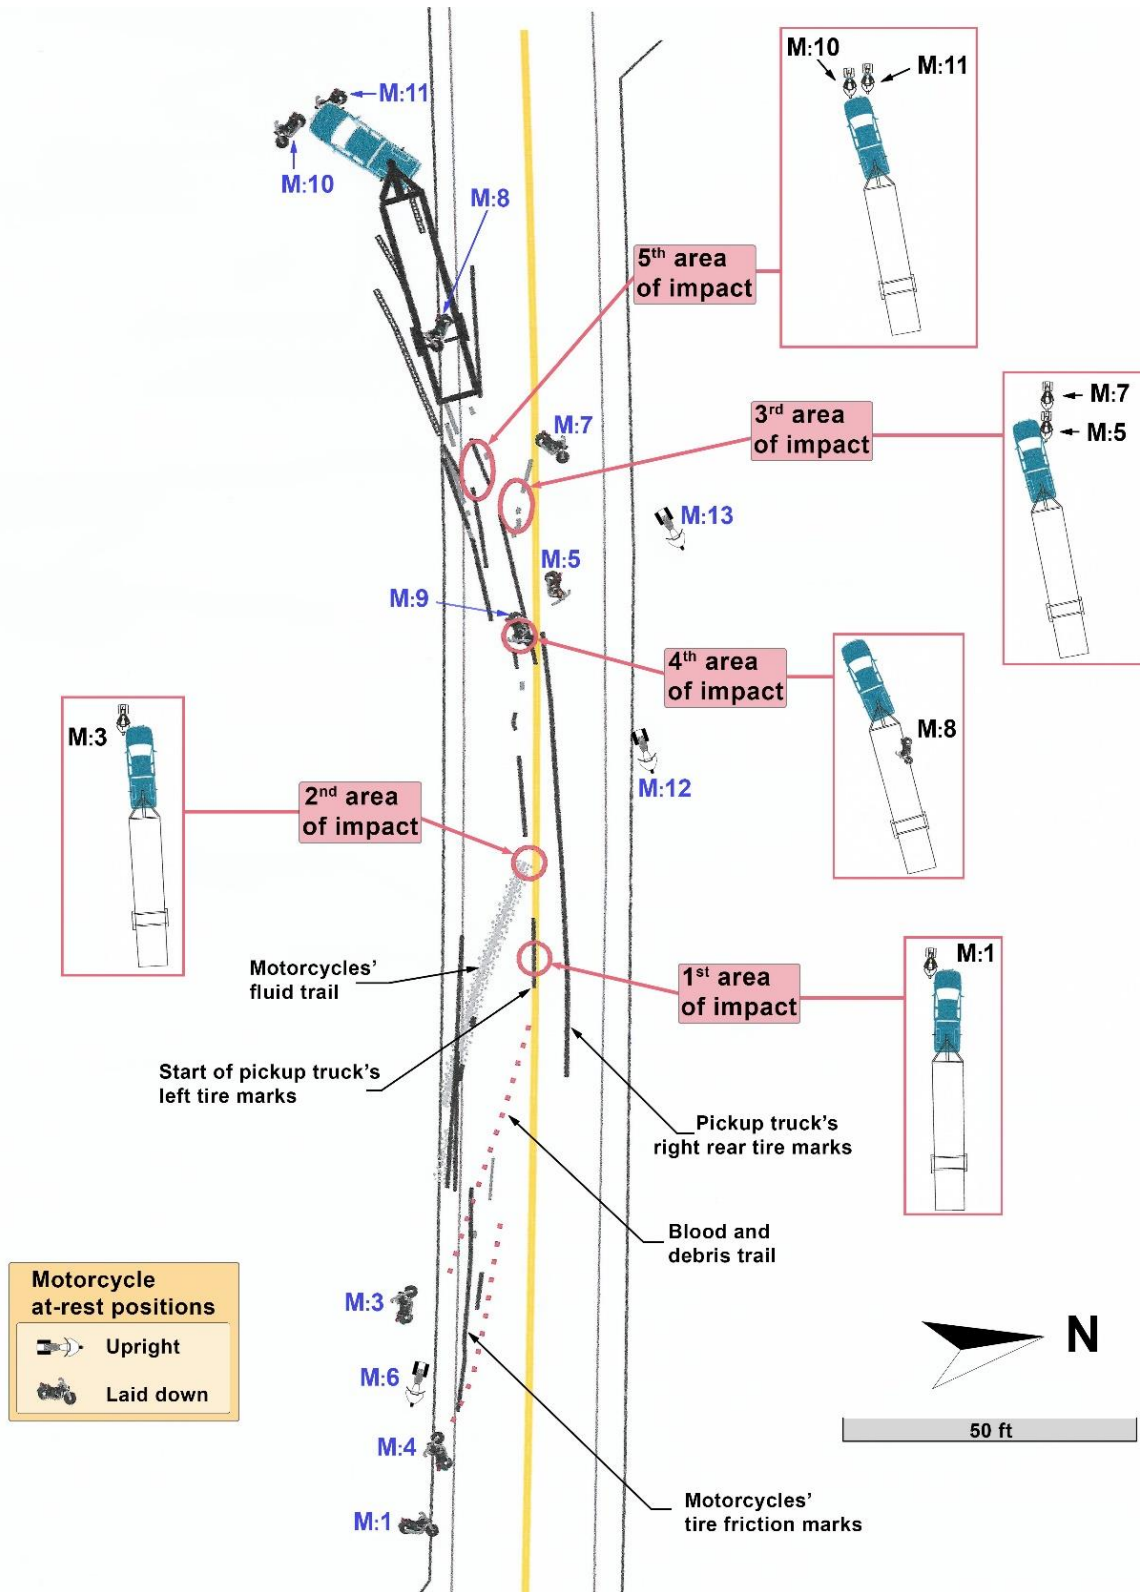 M:10
M:11
M:11
M:10
M:8
5th area
of impact
M:7
M:5
3rd area
of impact
M:7
M:13
M:5
M:9
4th area
of impact
M:8
M:3
M:12
2nd area
of impact
M:1
Motorcycles’
fluid trail
1st area
of impact
Start of pickup truck’s
left tire marks
Pickup truck’s
right rear tire marks
Blood and
debris trail
Motorcycle
at-rest positions
Upright
Laid down
M:3
M:6
M:4
M:1
N
50 ft
Motorcycles’
tire friction marks